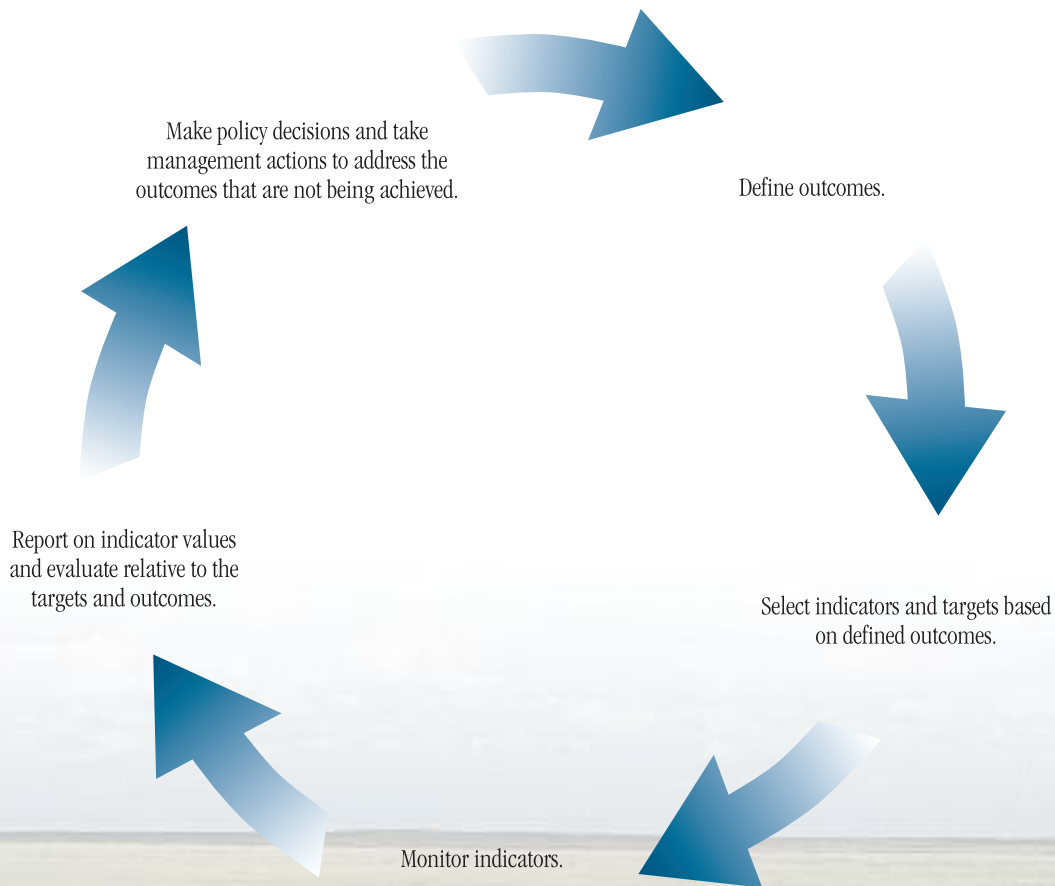 Make policy decisions and take
management actions to address the
outcomes that are not being achieved.
Define outcomes.
Select indicators and targets based
on defined outcomes.
Monitor indicators.
Report on indicator values
and evaluate relative to the
targets and outcomes.